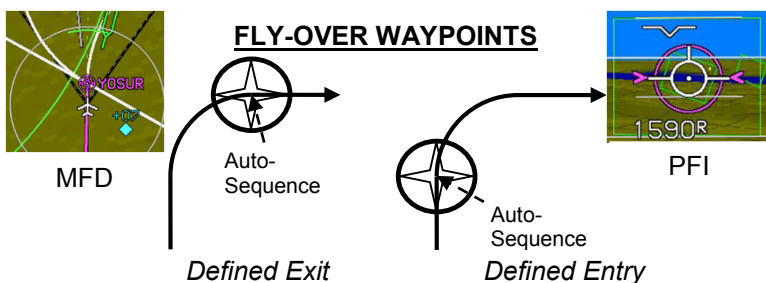 FLY-OVER WAYPOINTS
YOSUR
+07
MFD
Auto-
Sequence
Defined Exit
Auto-
Sequence
Defined Entry
1590R
PFI